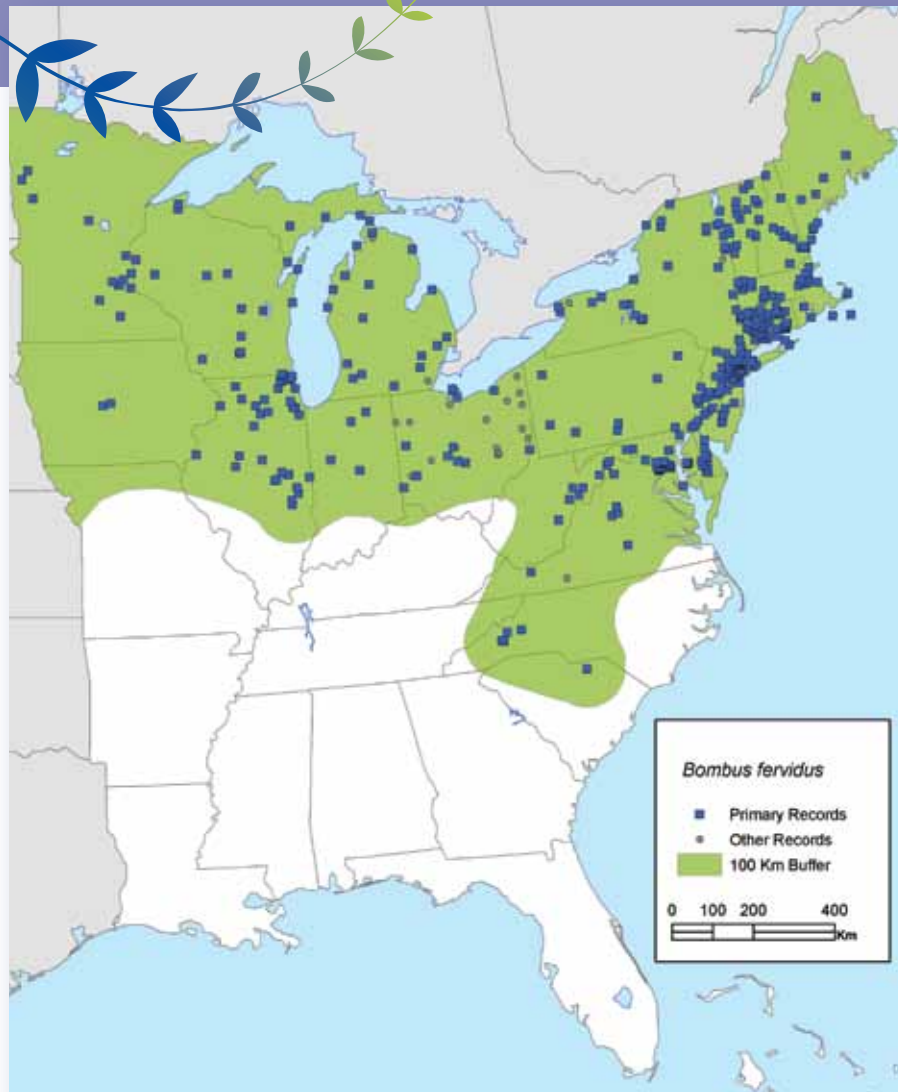 Bombus fervidus
Primary Records
Other Records
100 Km Buffer
0 100 200 400
Km